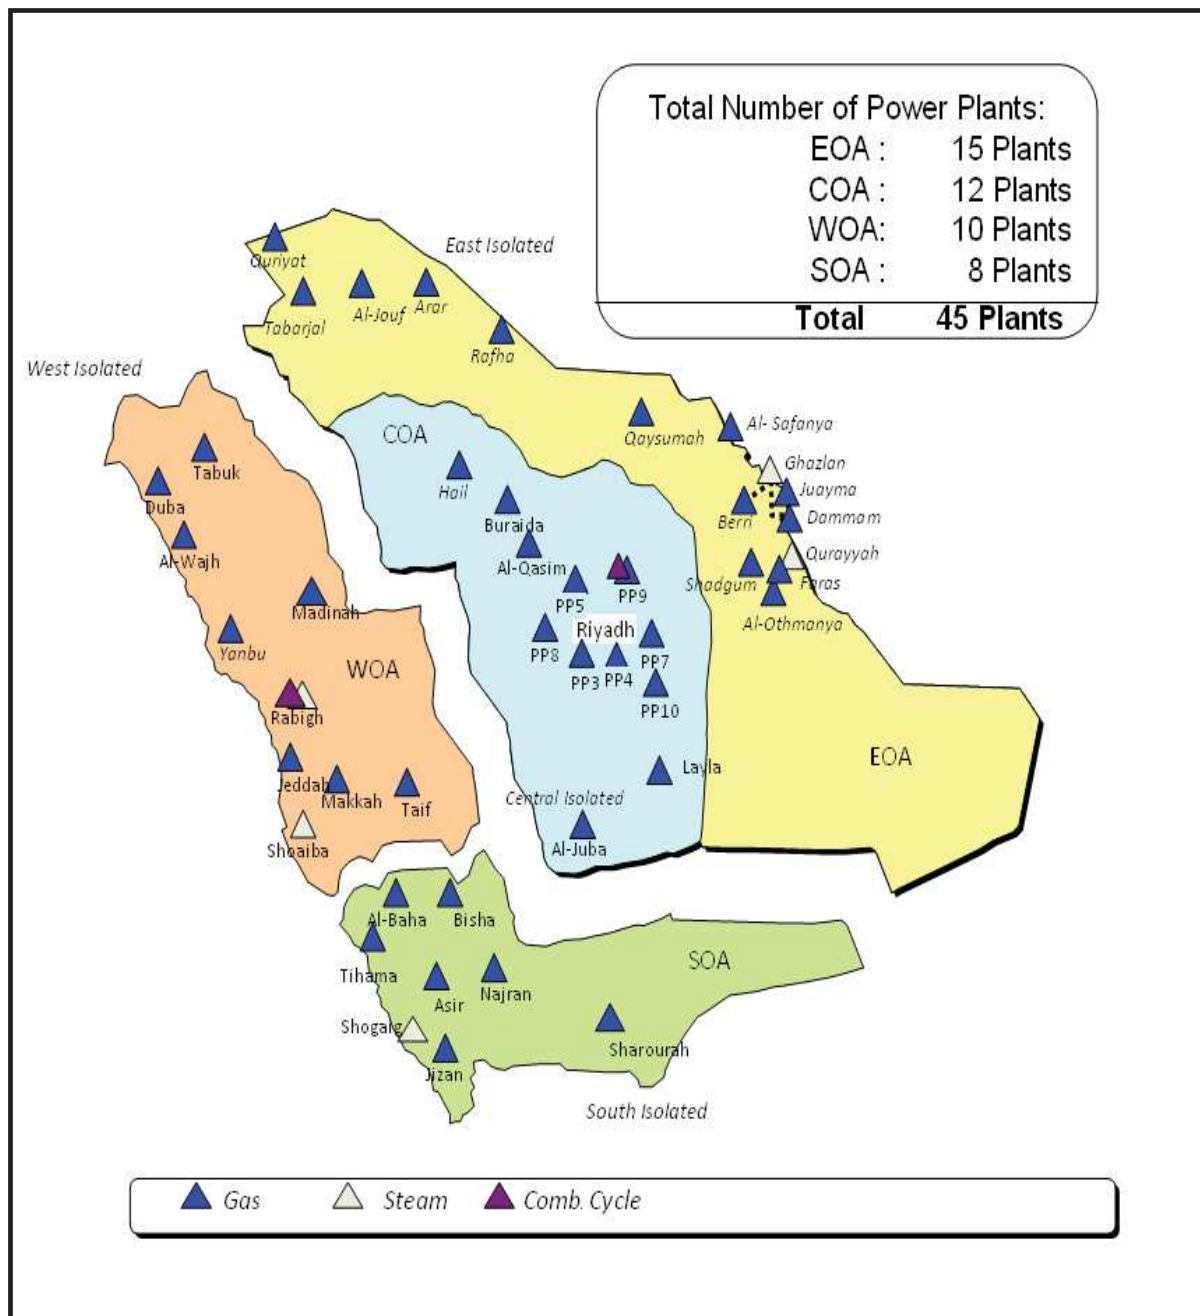 Total Number of Power Plants:
EOA : 15 Plants
COA : 12 Plants
WOA: 10 Plants
SOA : 8 Plants
Total 45 Plants
East Isolated
Quriyat
Tabarjal
Al-Jouf
Arar
Rafha
West Isolated
Qaysumah
Al- Safanya
Ghazlan
Juayma
Berri
Dammam
Qurayyah
Shadgum
Faras
Al-Othmanya
EOA
COA
Hail
Buraida
Al-Qasim
PP5
PP9
Riyadh
PP8
PP3
PP4
PP7
PP10
Layla
Central Isolated
Al-Juba
Tabuk
Duba
Al-Wajh
Madinah
Yanbu
WOA
Rabigh
Jeddah
Makkah
Taif
Shoaiba
Al-Baha
Bisha
Tihama
Asir
Najran
SOA
Shogaig
Jizan
Sharourah
South Isolated
Gas Steam Comb. Cycle